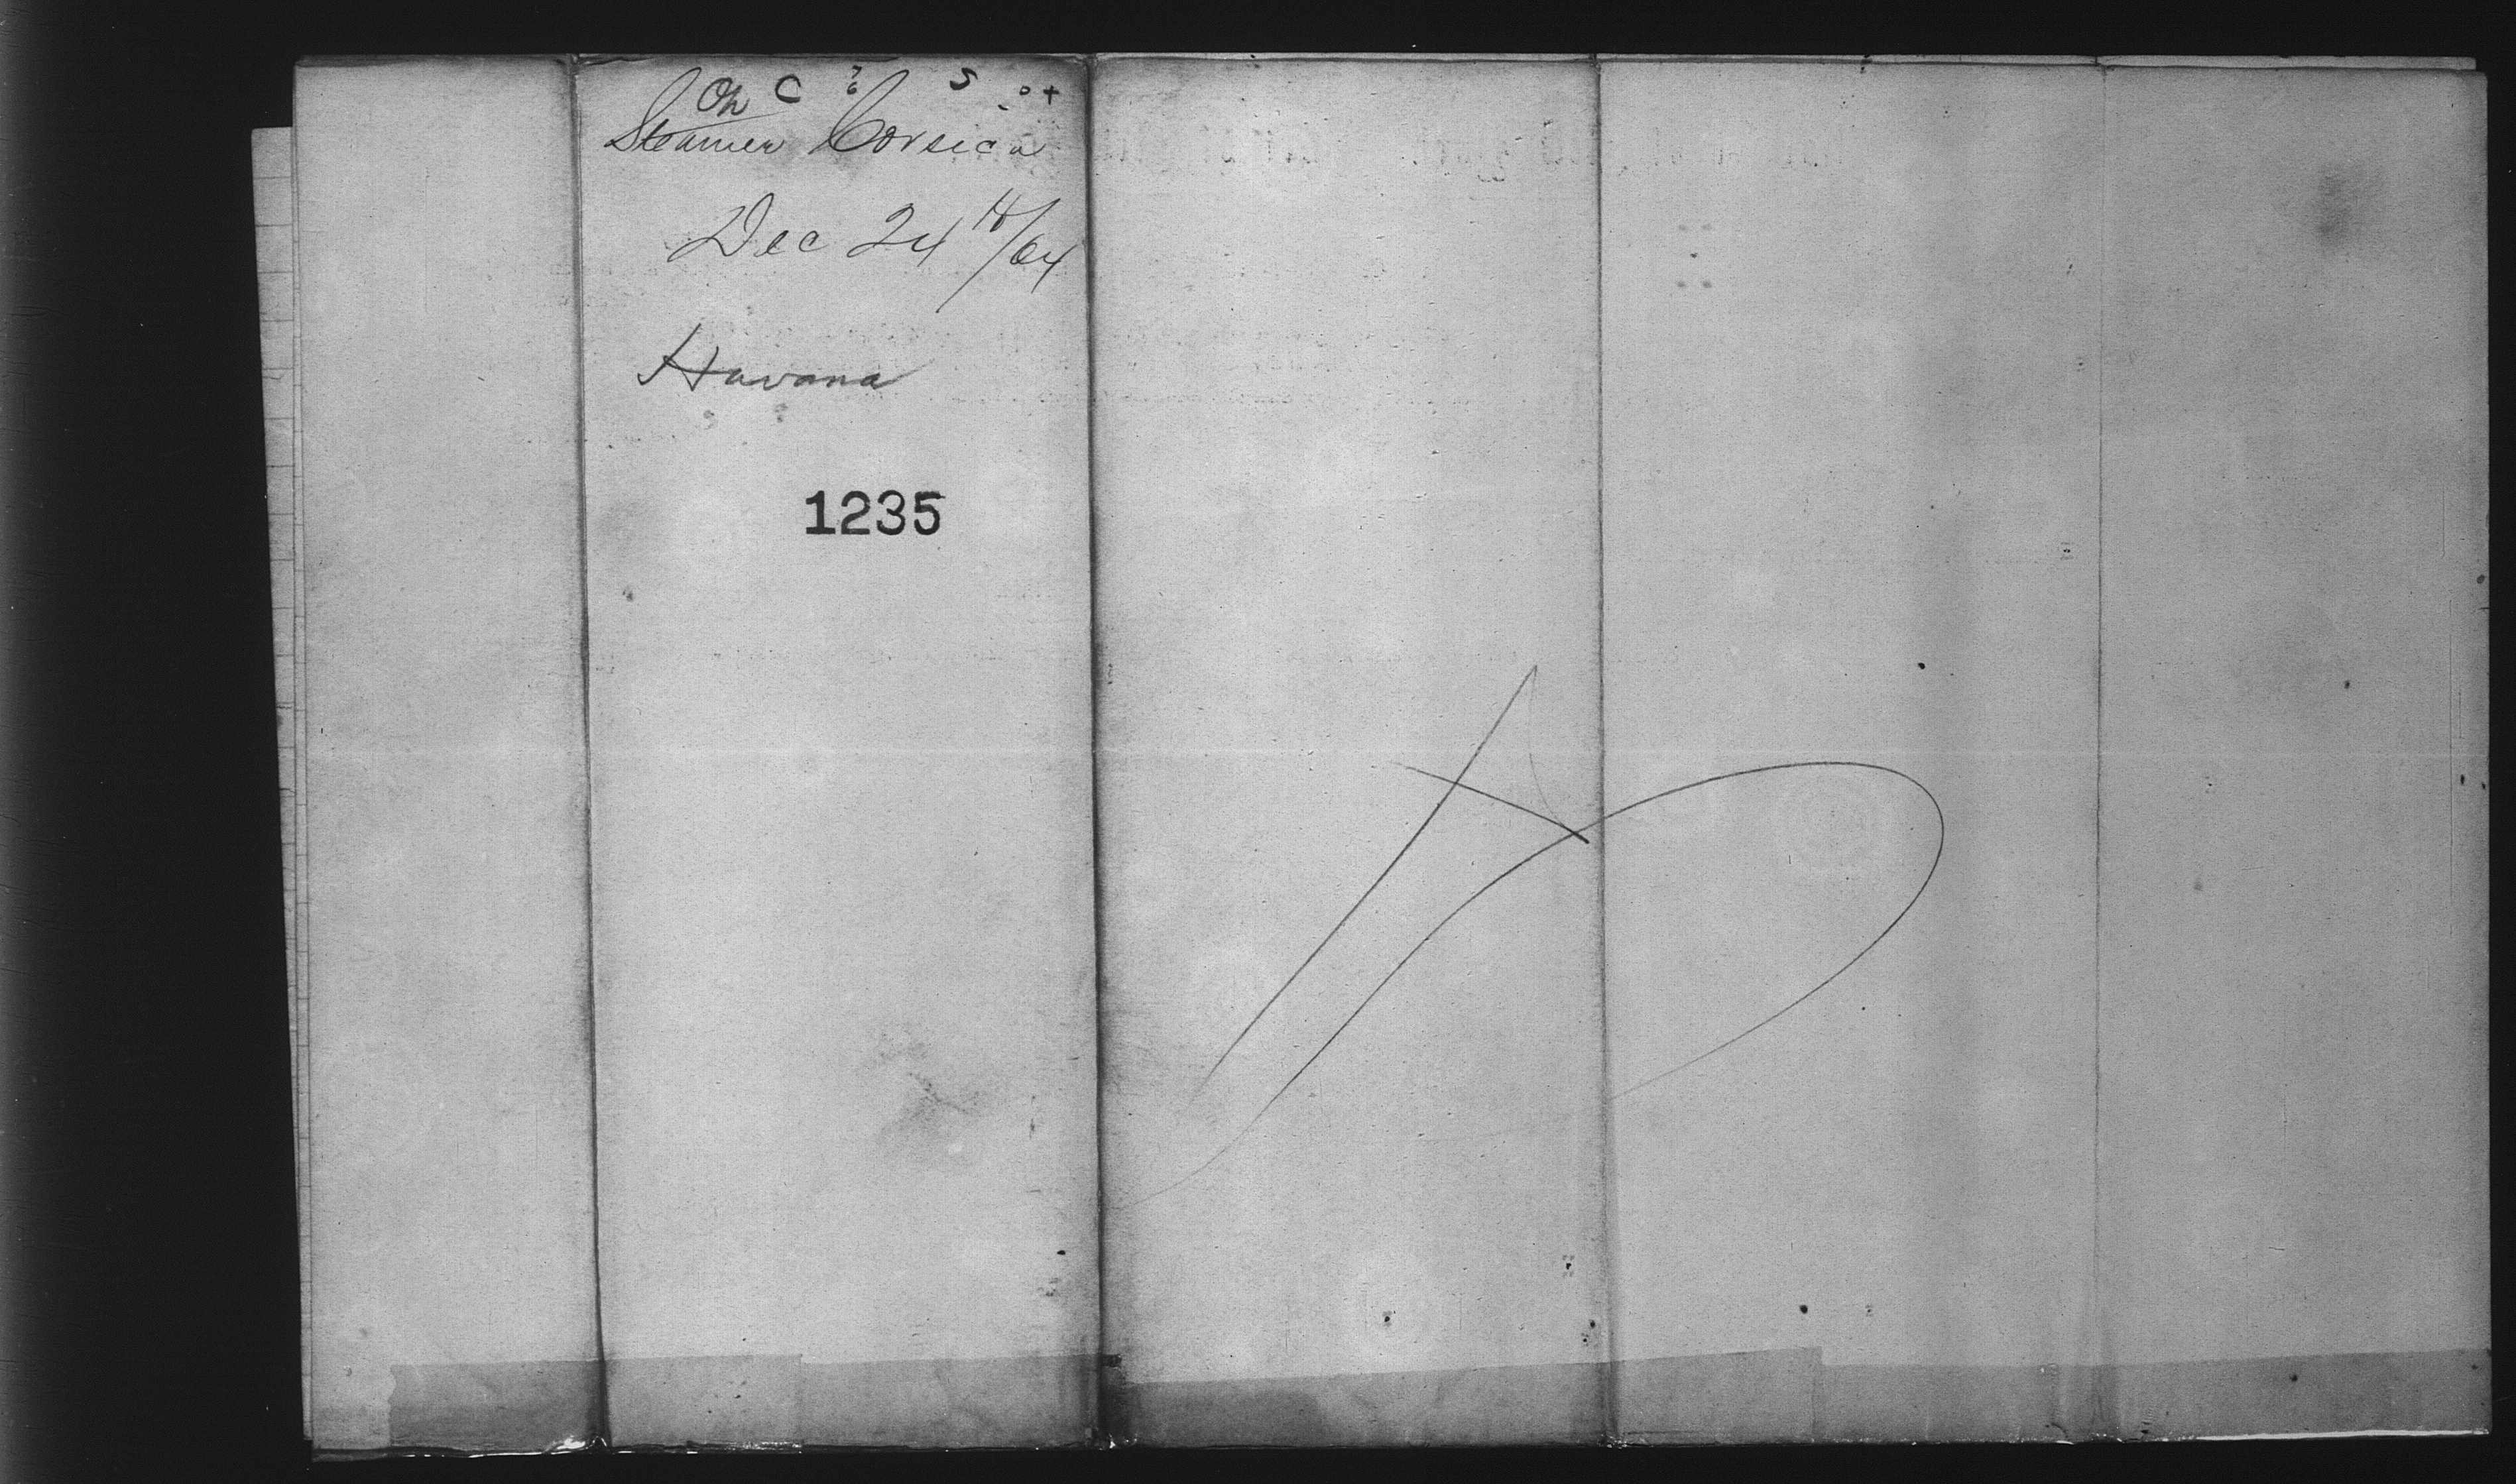 Steamer Corsica
Dec 24th/64
Havana
1235